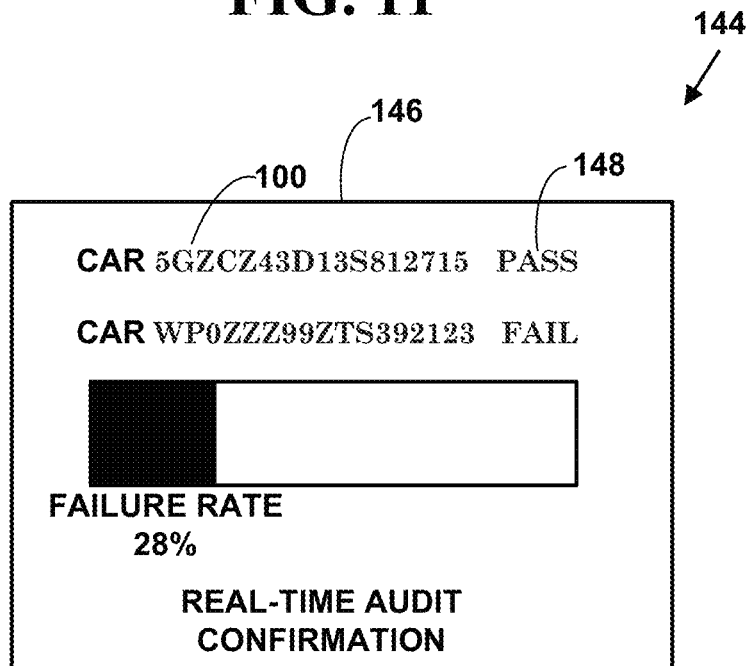 FIG. 11
144
146
100
148
CAR 5GZCZ43D13S812715 PASS
CAR WP0ZZZ99ZTS392123 FAIL
FAILURE RATE
28%
REAL-TIME AUDIT
CONFIRMATION